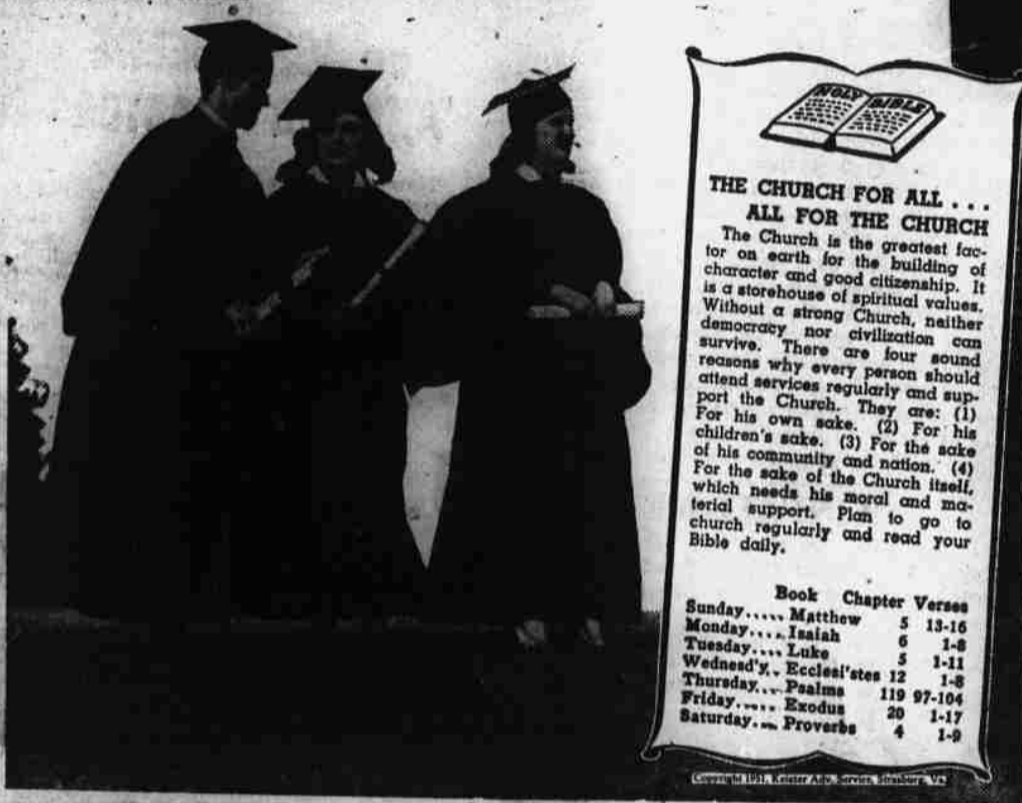 HOLY BIBLE
THE CHURCH FOR ALL . . .
ALL FOR THE CHURCH
The Church is the greatest fac-
tor on earth for the building of
character and good citizenship. It
is a storehouse of spiritual values.
Without a strong Church, neither
democracy nor civilization can
survive. There are four sound
reasons why every person should
attend services regularly and sup-
port the Church. They are: (1)
For his own sake. (2) For his
children's sake. (3) For the sake
of his community and nation. (4)
For the sake of the Church itself,
which needs his moral and ma-
terial support. Plan to go to
church regularly and read your
Bible daily.
Book Chapter Verses
Sunday..... Matthew 5 13-16
Monday.... Isaiah 6 1-8
Tuesday.... Luke 5 1-11
Wednesd'y.. Ecclesi'stes 12 1-8
Thursday... Psalms 119 97-104
Friday..... Exodus 20 1-17
Saturday... Proverbs 4 1-9
Copyright 1951, Keister Adv. Service, Strasburg, Va.